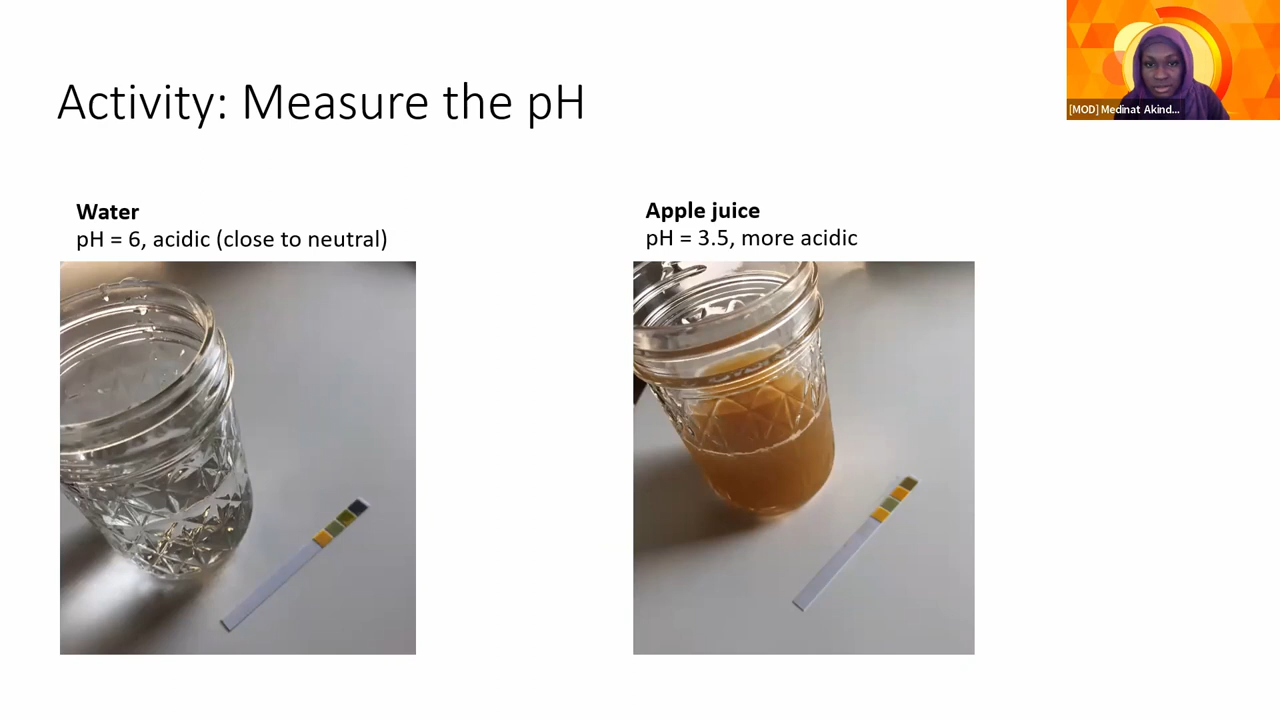 Activity: Measure the pH
[MOD] Medinat Akind...
Water
pH = 6, acidic (close to neutral)
Apple juice
pH = 3.5, more acidic